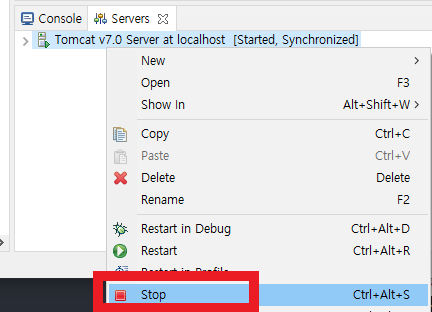 Console Servers
Tomcat v7.0 Server at localhost [Started, Synchronized]
New
Open F3
Show In Alt+Shift+W
Copy Ctrl+C
Paste Ctrl+V
Delete Delete
Rename F2
Restart in Debug Ctrl+Alt+D
Restart Ctrl+Alt+R
Restart in Profile
Stop Ctrl+Alt+S